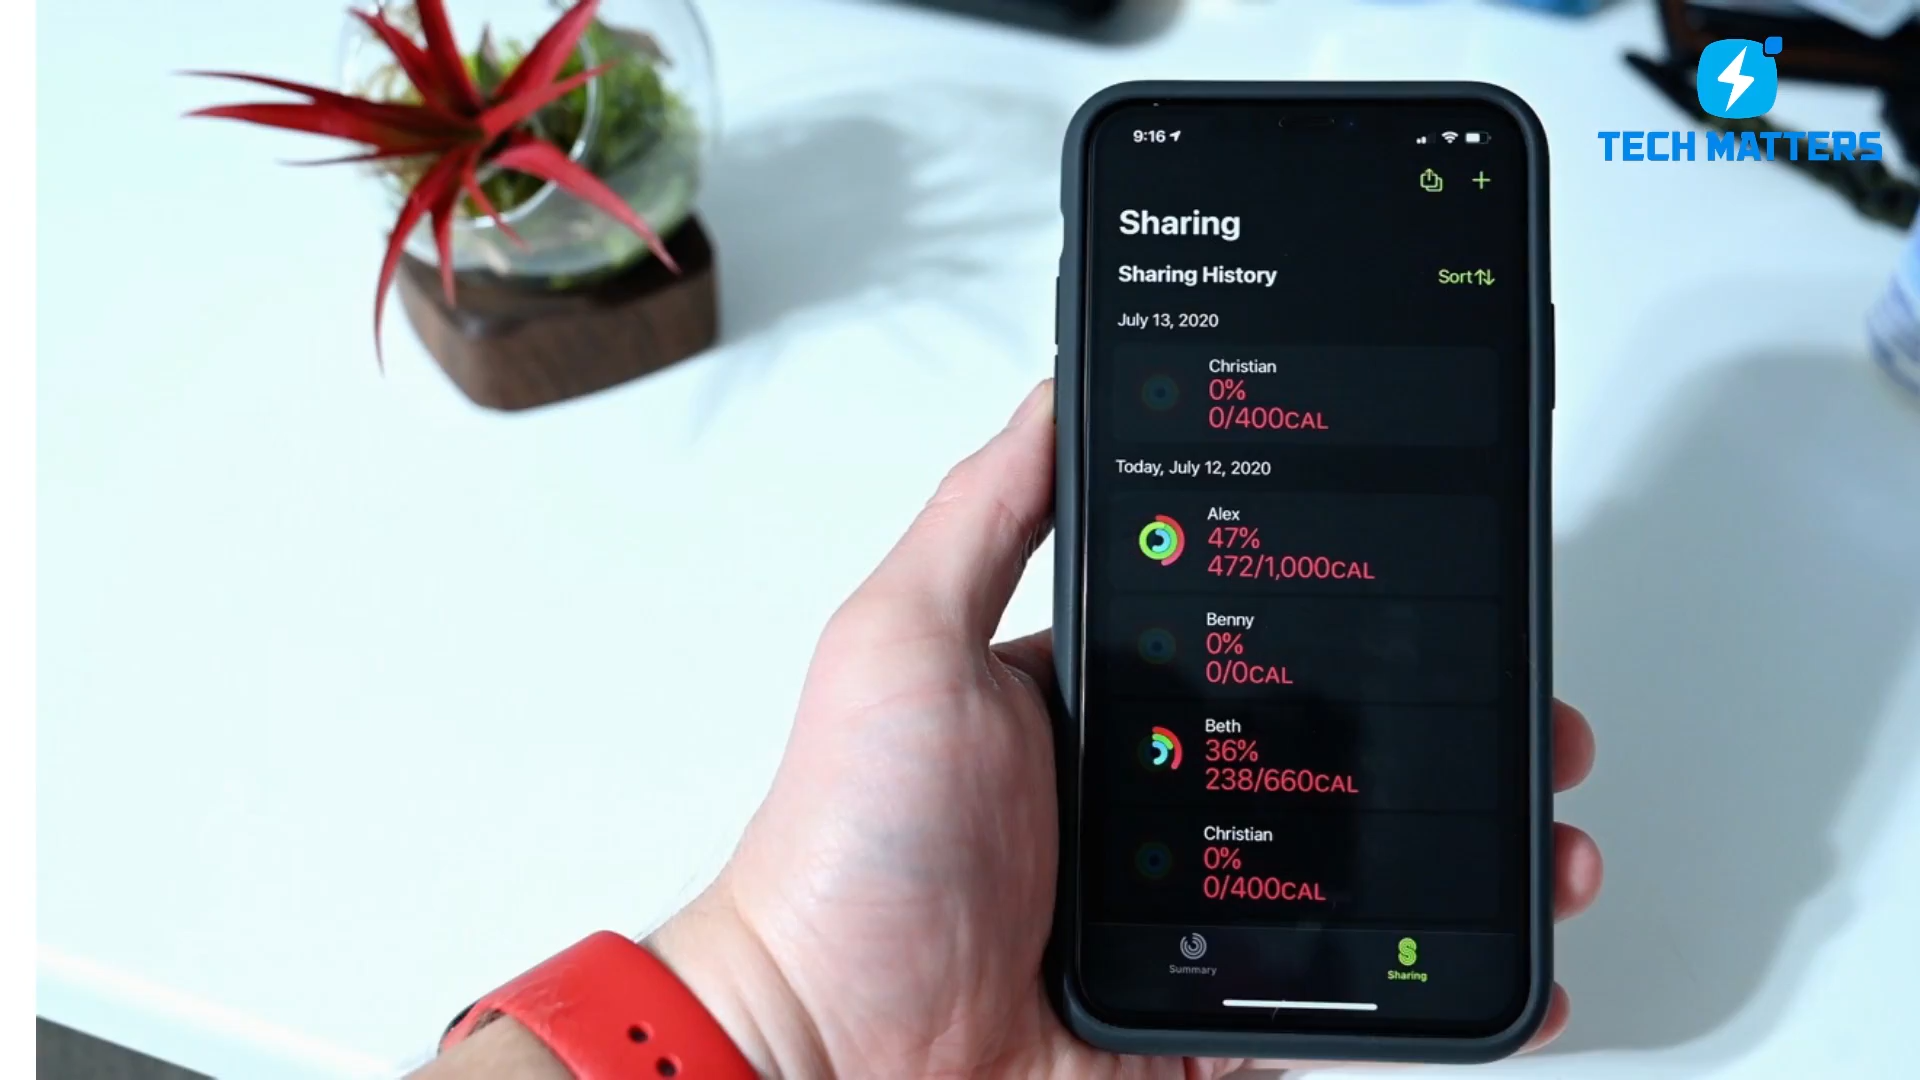 TECH MATTERS
9:16
Sharing
Sharing History
Sort
July 13, 2020
Christian
0%
0/400CAL
Today, July 12, 2020
Alex
47%
472/1,000CAL
Benny
0%
0/0CAL
Beth
36%
238/660CAL
Christian
0%
0/400CAL
Summary
Sharing